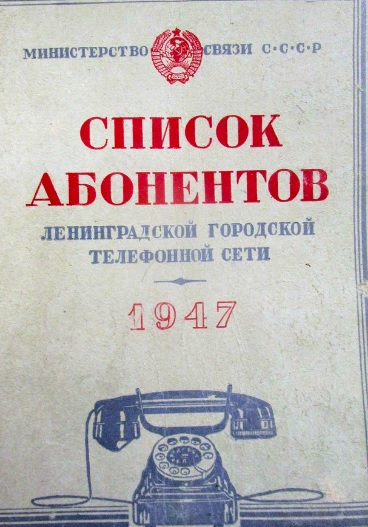 МИНИСТЕРСТВО СВЯЗИ С·С·С·Р
СПИСОК
АБОНЕНТОВ
ЛЕНИНГРАДСКОЙ ГОРОДСКОЙ
ТЕЛЕФОННОЙ СЕТИ
1947